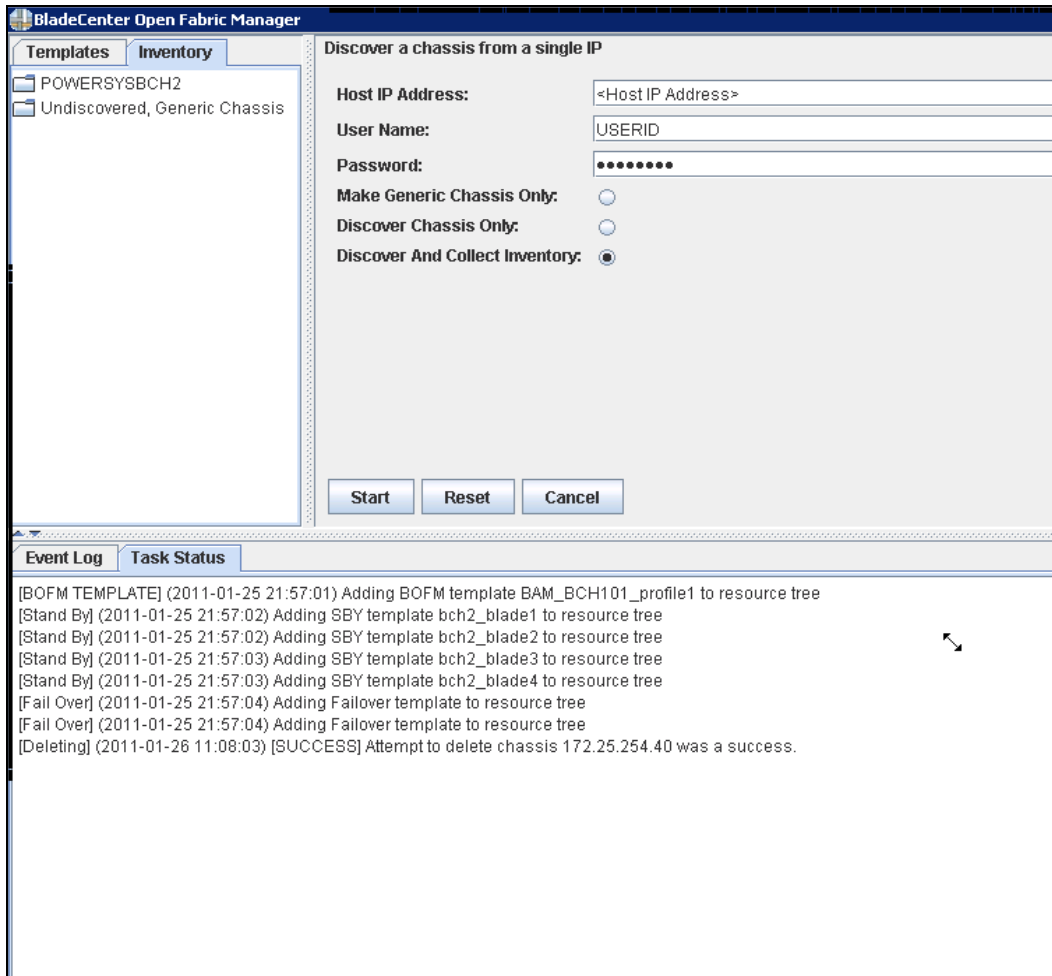 BladeCenter Open Fabric Manager
Templates Inventory
POWERSYSBCH2
Undiscovered, Generic Chassis
Discover a chassis from a single IP
Host IP Address: <Host IP Address>
User Name: USERID
Password: ••••••••
Make Generic Chassis Only:
Discover Chassis Only:
Discover And Collect Inventory:
Start Reset Cancel
Event Log Task Status
[BOFM TEMPLATE] (2011-01-25 21:57:01) Adding BOFM template BAM_BCH101_profile1 to resource tree
[Stand By] (2011-01-25 21:57:02) Adding SBY template bch2_blade1 to resource tree
[Stand By] (2011-01-25 21:57:02) Adding SBY template bch2_blade2 to resource tree
[Stand By] (2011-01-25 21:57:03) Adding SBY template bch2_blade3 to resource tree
[Stand By] (2011-01-25 21:57:03) Adding SBY template bch2_blade4 to resource tree
[Fail Over] (2011-01-25 21:57:04) Adding Failover template to resource tree
[Fail Over] (2011-01-25 21:57:04) Adding Failover template to resource tree
[Deleting] (2011-01-26 11:08:03) [SUCCESS] Attempt to delete chassis 172.25.254.40 was a success.